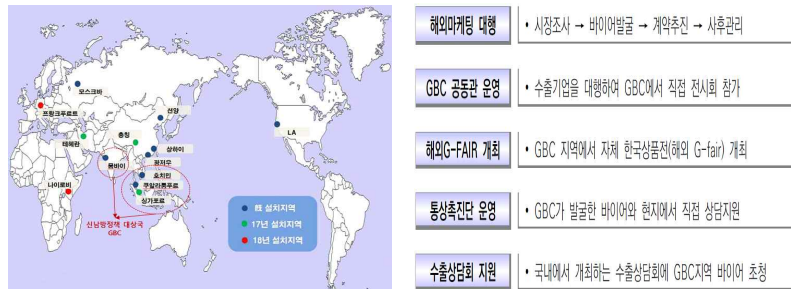 모스크바
프랑크푸르트
선양
충칭
테헤란
상하이
LA
뭄바이
광저우
호치민
나이로비
쿠알라룸푸르
싱가포르
신남방정책 대상국
GBC
旣 설치지역
17년 설치지역
18년 설치지역
해외마케팅 대행
• 시장조사 → 바이어발굴 → 계약추진 → 사후관리
GBC 공동관 운영
• 수출기업을 대행하여 GBC에서 직접 전시회 참가
해외G-FAIR 개최
• GBC 지역에서 자체 한국상품전(해외 G-fair) 개최
통상촉진단 운영
• GBC가 발굴한 바이어와 현지에서 직접 상담지원
수출상담회 지원
• 국내에서 개최하는 수출상담회에 GBC지역 바이어 초청